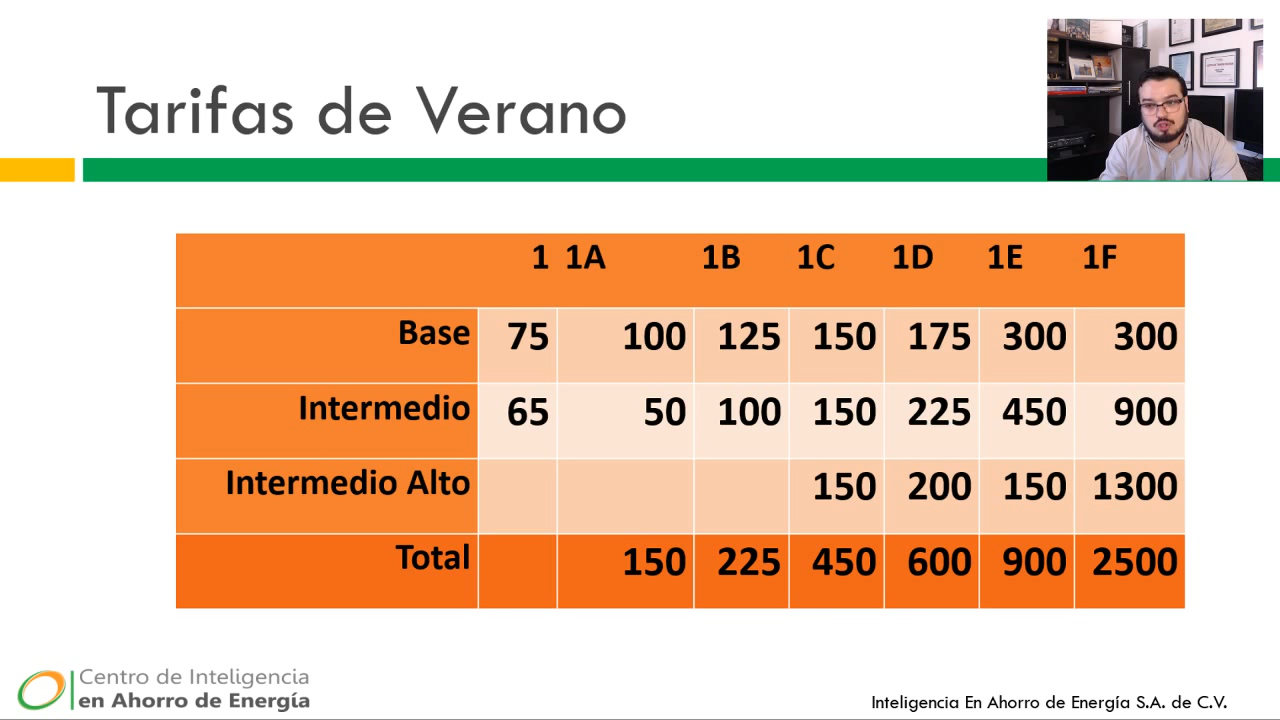 Tarifas de Verano
1 1A 1B 1C 1D 1E 1F
Base 75 100 125 150 175 300 300
Intermedio 65 50 100 150 225 450 900
Intermedio Alto 150 200 150 1300
Total 150 225 450 600 900 2500
Centro de Inteligencia
en Ahorro de Energía
Inteligencia En Ahorro de Energía S.A. de C.V.